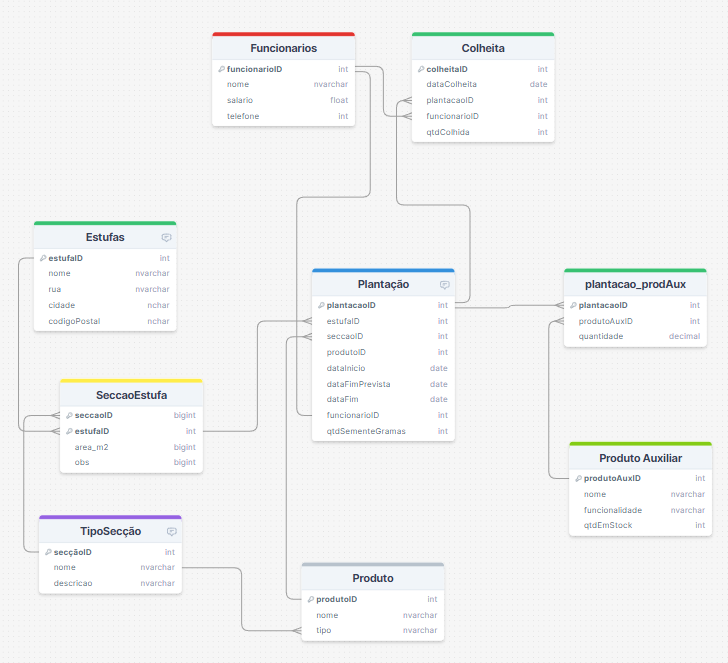 Funcionarios
funcionarioID int
nome nvarchar
salario float
telefone int
Colheita
colheitaID int
dataColheita date
plantacaoID int
funcionarioID int
qtdColhida int
Estufas
estufaID int
nome nvarchar
rua nvarchar
cidade nchar
codigoPostal nchar
Plantação
plantacaoID int
estufaID int
seccaoID int
produtoID int
dataInicio date
dataFimPrevista date
dataFim date
funcionarioID int
qtdSementeGramas int
plantacao_prodAux
plantacaoID int
produtoAuxID int
quantidade decimal
SeccaoEstufa
seccaoID bigint
estufaID int
area_m2 bigint
obs bigint
Produto Auxiliar
produtoAuxID int
nome nvarchar
funcionalidade nvarchar
qtdEmStock int
TipoSecção
secçãoID int
nome nvarchar
descricao nvarchar
Produto
produtoID int
nome nvarchar
tipo nvarchar